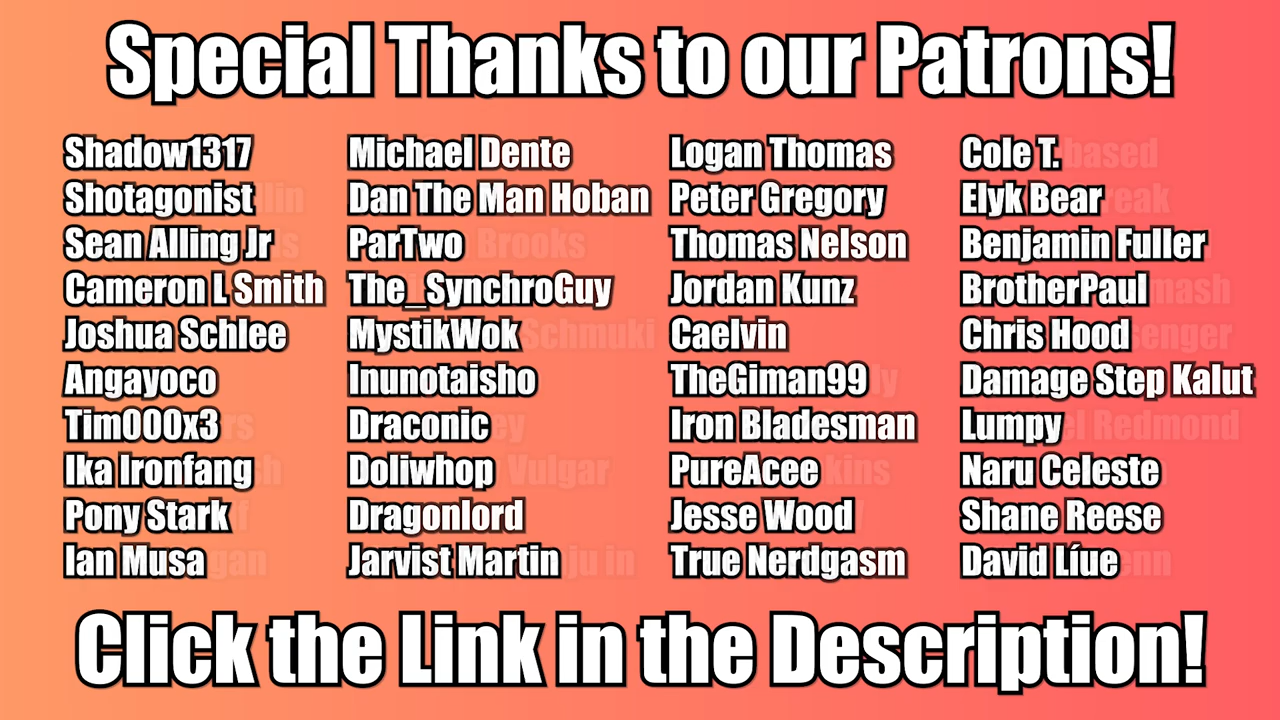 Special Thanks to our Patrons!
Shadow1317
Shotagonist
Sean Alling Jr
Cameron L Smith
Joshua Schlee
Angayoco
Tim000x3
Ika Ironfang
Pony Stark
Ian Musa
Michael Dente
Dan The Man Hoban
ParTwo
The_SynchroGuy
MystikWok
Inunotaisho
Draconic
Doliwhop
Dragonlord
Jarvist Martin
Logan Thomas
Peter Gregory
Thomas Nelson
Jordan Kunz
Caelvin
TheGiman99
Iron Bladesman
PureAcee
Jesse Wood
True Nerdgasm
Cole T.
Elyk Bear
Benjamin Fuller
BrotherPaul
Chris Hood
Damage Step Kalut
Lumpy
Naru Celeste
Shane Reese
David Líue
Click the Link in the Description!